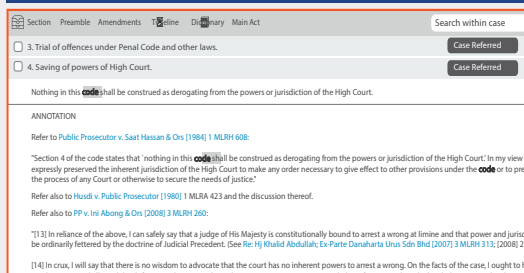 Section Preamble Amendments Timeline Dictionary Main Act Search within case
3. Trial of offences under Penal Code and other laws. Case Referred
4. Saving of powers of High Court. Case Referred
Nothing in this code shall be construed as derogating from the powers or jurisdiction of the High Court.
ANNOTATION
Refer to Public Prosecutor v. Saat Hassan & Ors [1984] 1 MLRH 608:
"Section 4 of the code states that `nothing in this code shall be construed as derogating from the powers or jurisdiction of the High Court.' In my view
expressly preserved the inherent jurisdiction of the High Court to make any order necessary to give effect to other provisions under the code or to pre
the process of any Court or otherwise to secure the needs of justice."
Refer also to Husdi v. Public Prosecutor [1980] 1 MLRA 423 and the discussion thereof.
Refer also to PP v. Ini Abong & Ors [2008] 3 MLRH 260:
"[13] In reliance of the above, I can safely say that a judge of His Majesty is constitutionally bound to arrest a wrong at limine and that power and jurisd
be ordinarily fettered by the doctrine of Judicial Precedent. (See Re: Hj Khalid Abdullah; Ex-Parte Danaharta Urus Sdn Bhd [2007] 3 MLRH 313; [2008] 2
[14] In crux, I will say that there is no wisdom to advocate that the court has no inherent powers to arrest a wrong. On the facts of the case, I ought to h